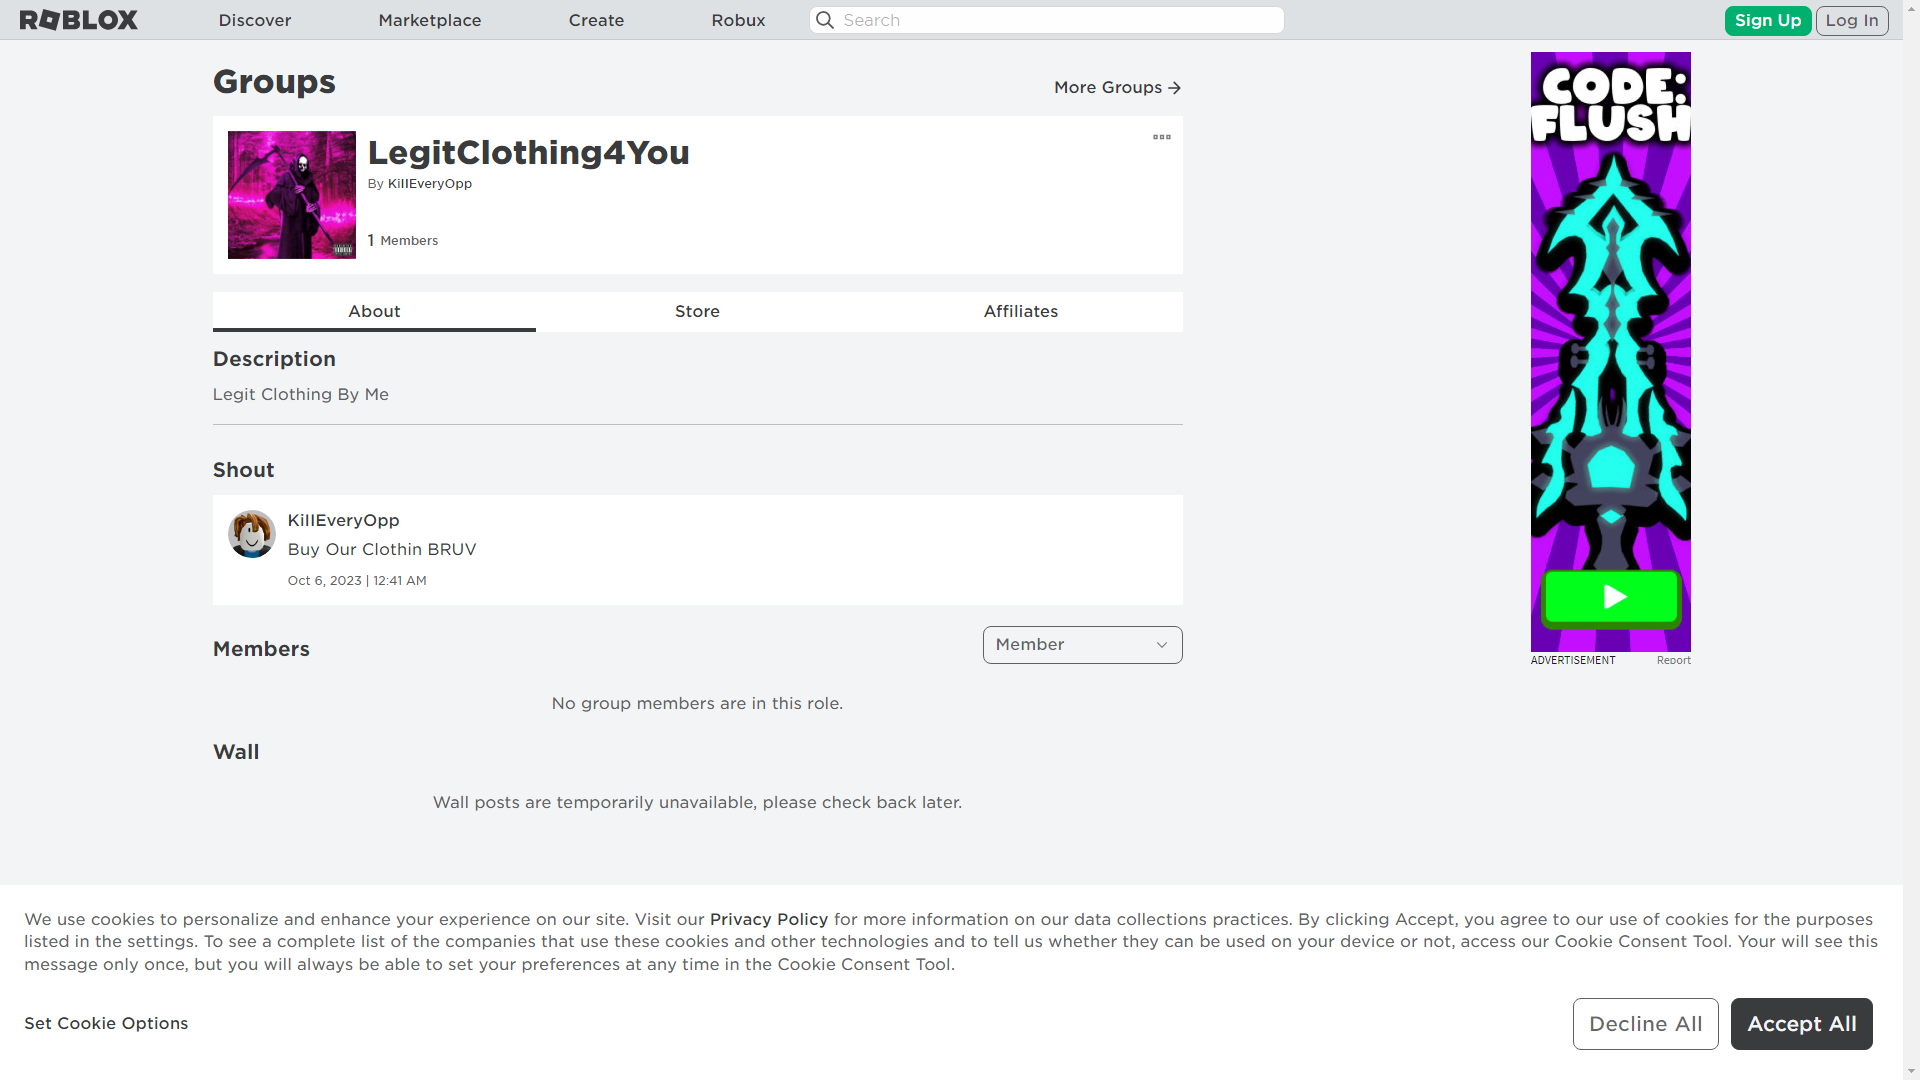 ROBLOX
Discover
Marketplace
Create
Robux
Search
Sign Up
Log In
Groups
More Groups
LegitClothing4You
By KillEveryOpp
1 Members
About
Store
Affiliates
Description
Legit Clothing By Me
Shout
KillEveryOpp
Buy Our Clothin BRUV
Oct 6, 2023 | 12:41 AM
Members
Member
No group members are in this role.
Wall
Wall posts are temporarily unavailable, please check back later.
CODE:
FLUSH
ADVERTISEMENT
Report
We use cookies to personalize and enhance your experience on our site. Visit our Privacy Policy for more information on our data collections practices. By clicking Accept, you agree to our use of cookies for the purposes
listed in the settings. To see a complete list of the companies that use these cookies and other technologies and to tell us whether they can be used on your device or not, access our Cookie Consent Tool. Your will see this
message only once, but you will always be able to set your preferences at any time in the Cookie Consent Tool.
Set Cookie Options
Decline All
Accept All